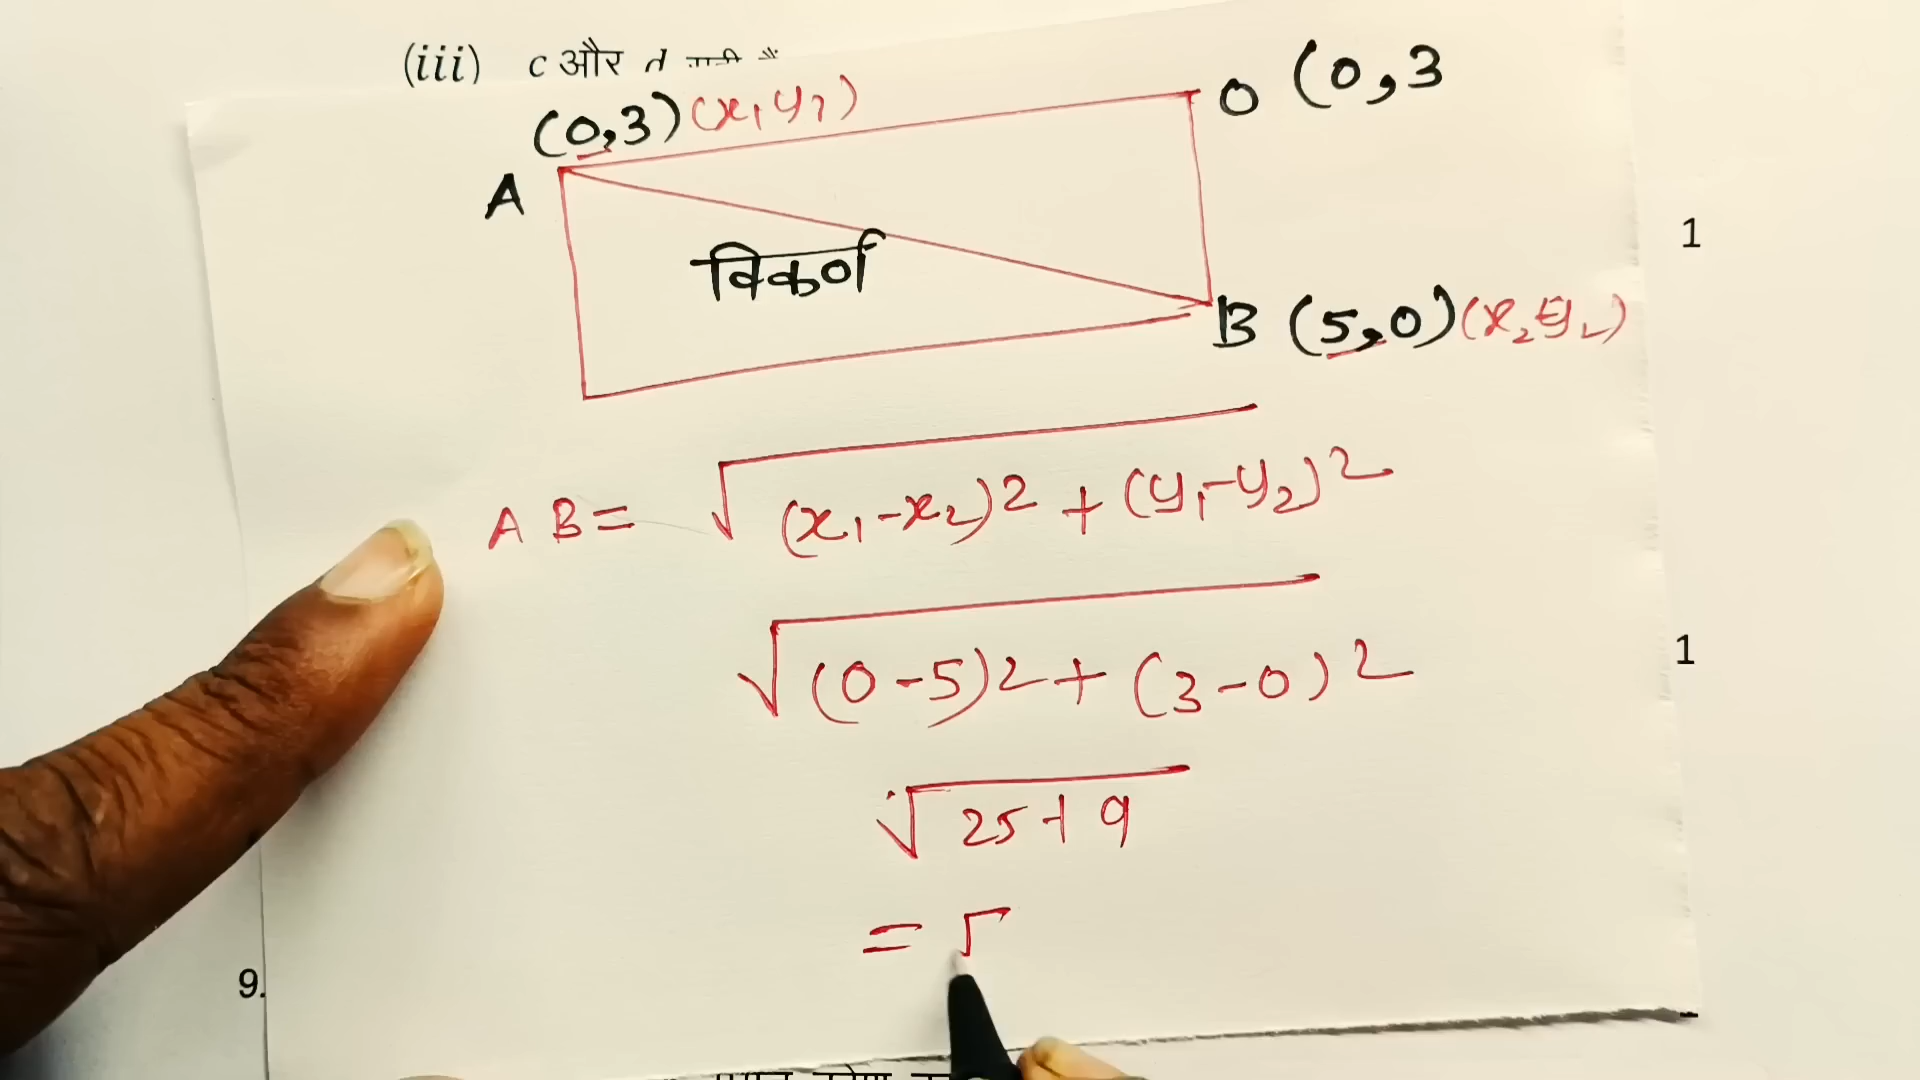 (iii) c और d
O (0,3
(0,3) (x₁ y₁)
A
विकर्ण
1
B (5,0) (x₂ y₂)
AB = √(x₁-x₂)2 + (y₁-y₂)2
1
√(0-5)2 + (3-0)2
√25+9
= √
9.